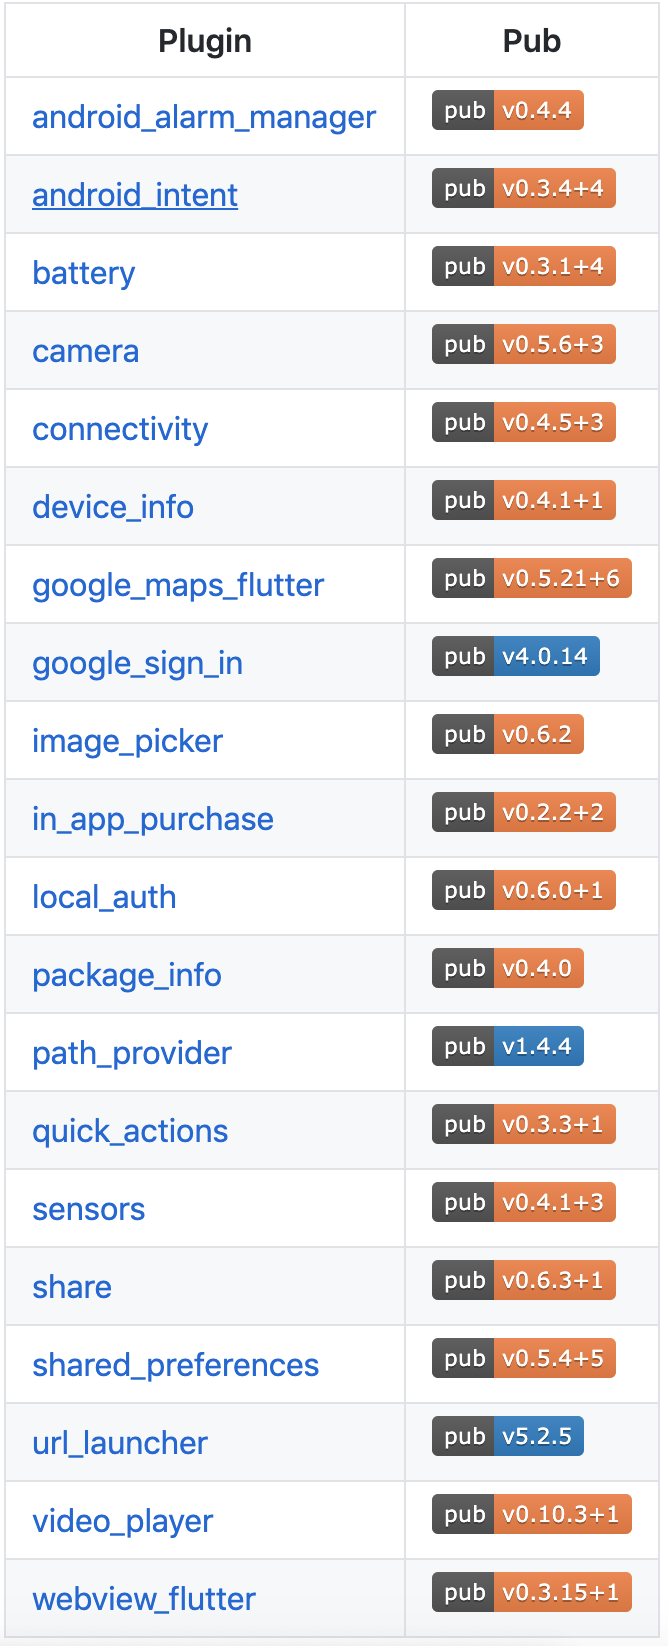 Plugin Pub
android_alarm_manager pub v0.4.4
android_intent pub v0.3.4+4
battery pub v0.3.1+4
camera pub v0.5.6+3
connectivity pub v0.4.5+3
device_info pub v0.4.1+1
google_maps_flutter pub v0.5.21+6
google_sign_in pub v4.0.14
image_picker pub v0.6.2
in_app_purchase pub v0.2.2+2
local_auth pub v0.6.0+1
package_info pub v0.4.0
path_provider pub v1.4.4
quick_actions pub v0.3.3+1
sensors pub v0.4.1+3
share pub v0.6.3+1
shared_preferences pub v0.5.4+5
url_launcher pub v5.2.5
video_player pub v0.10.3+1
webview_flutter pub v0.3.15+1